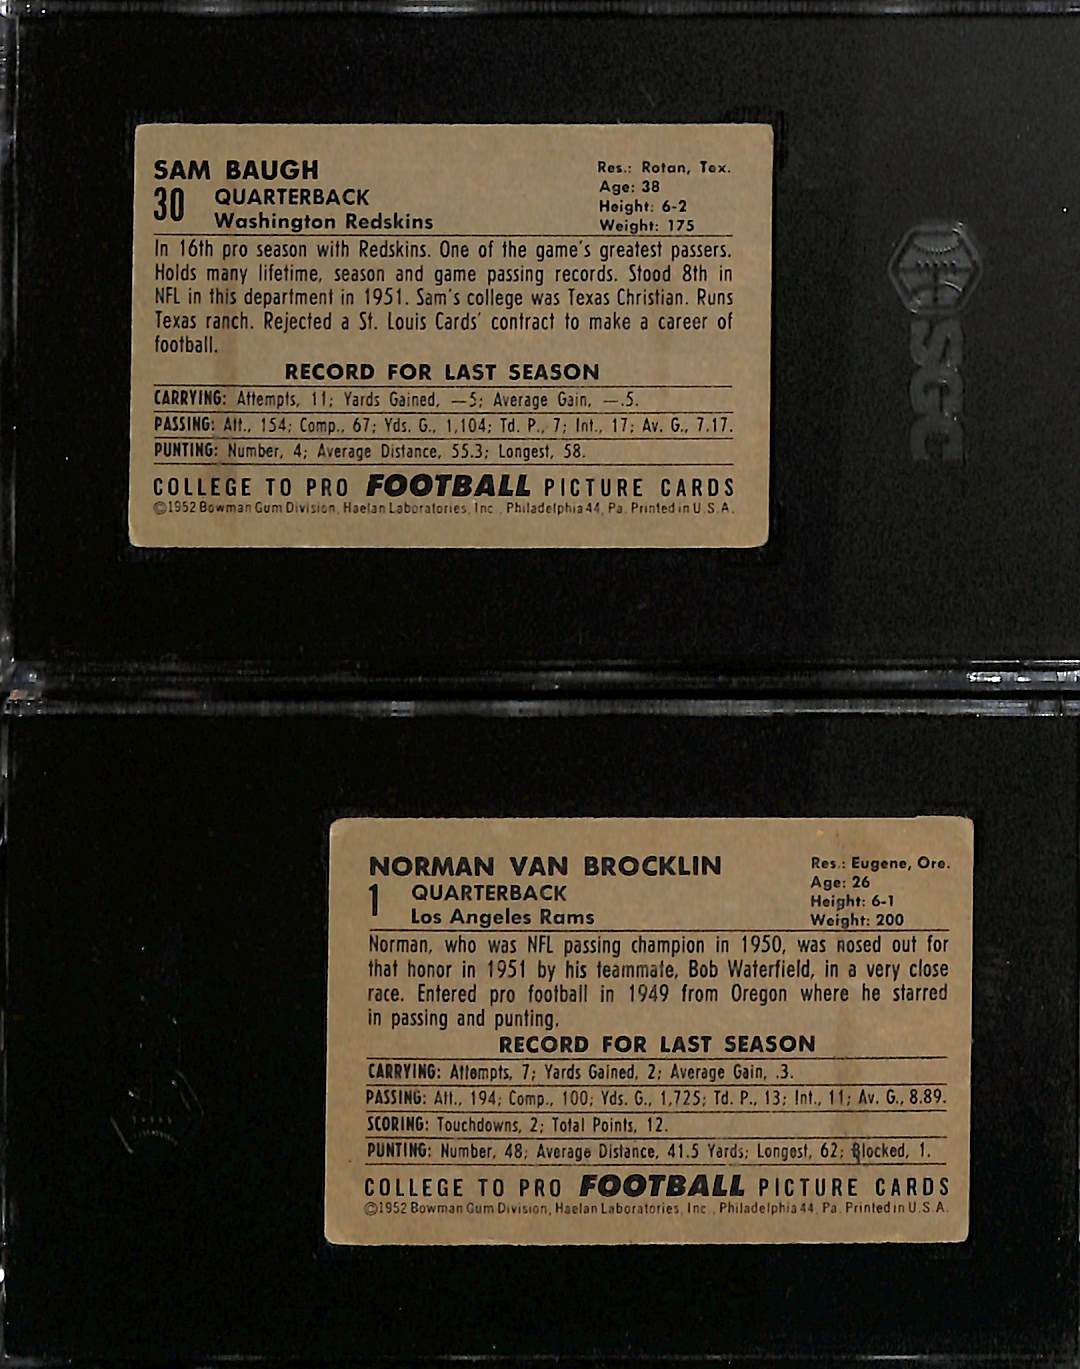 SAM BAUGH
30 QUARTERBACK
Washington Redskins
Res.: Rotan, Tex.
Age: 38
Height: 6-2
Weight: 175
In 16th pro season with Redskins. One of the game's greatest passers.
Holds many lifetime, season and game passing records. Stood 8th in
NFL in this department in 1951. Sam's college was Texas Christian. Runs
Texas ranch. Rejected a St. Louis Cards' contract to make a career of
football.
RECORD FOR LAST SEASON
CARRYING: Attempts, 11; Yards Gained, —5; Average Gain, —.5.
PASSING: Att., 154; Comp., 67; Yds. G., 1,104; Td. P., 7; Int., 17; Av. G., 7.17.
PUNTING: Number, 4; Average Distance, 55.3; Longest, 58.
COLLEGE TO PRO FOOTBALL PICTURE CARDS
©1952 Bowman Gum Division, Haelan Laboratories, Inc., Philadelphia 44, Pa. Printed in U.S.A.
SGC
NORMAN VAN BROCKLIN
1 QUARTERBACK
Los Angeles Rams
Res.: Eugene, Ore.
Age: 26
Height: 6-1
Weight: 200
Norman, who was NFL passing champion in 1950, was nosed out for
that honor in 1951 by his teammate, Bob Waterfield, in a very close
race. Entered pro football in 1949 from Oregon where he starred
in passing and punting.
RECORD FOR LAST SEASON
CARRYING: Attempts, 7; Yards Gained, 2; Average Gain, .3.
PASSING: Att., 194; Comp., 100; Yds. G., 1,725; Td. P., 13; Int., 11; Av. G., 8.89.
SCORING: Touchdowns, 2; Total Points, 12.
PUNTING: Number, 48; Average Distance, 41.5 Yards; Longest, 62; Blocked, 1.
COLLEGE TO PRO FOOTBALL PICTURE CARDS
©1952 Bowman Gum Division, Haelan Laboratories, Inc., Philadelphia 44, Pa. Printed in U.S.A.